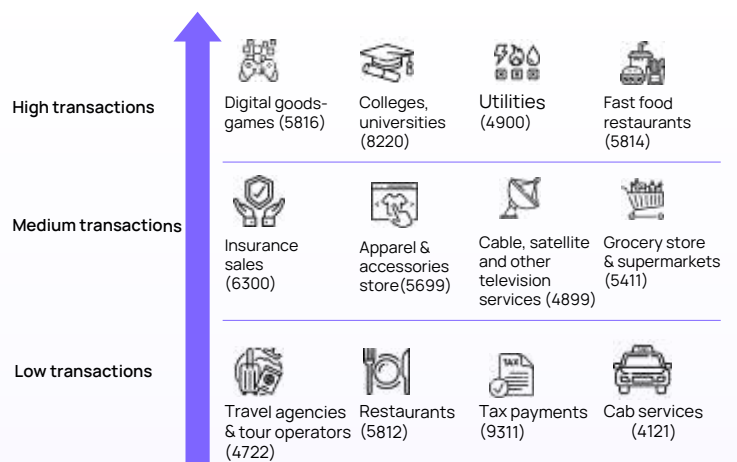 High transactions
Digital goods-
games (5816)
Colleges,
universities
(8220)
Utilities
(4900)
Fast food
restaurants
(5814)
Medium transactions
Insurance
sales
(6300)
Apparel &
accessories
store(5699)
Cable, satellite
and other
television
services (4899)
Grocery store
& supermarkets
(5411)
Low transactions
Travel agencies
& tour operators
(4722)
Restaurants
(5812)
TAX
Tax payments
(9311)
TAXI
Cab services
(4121)